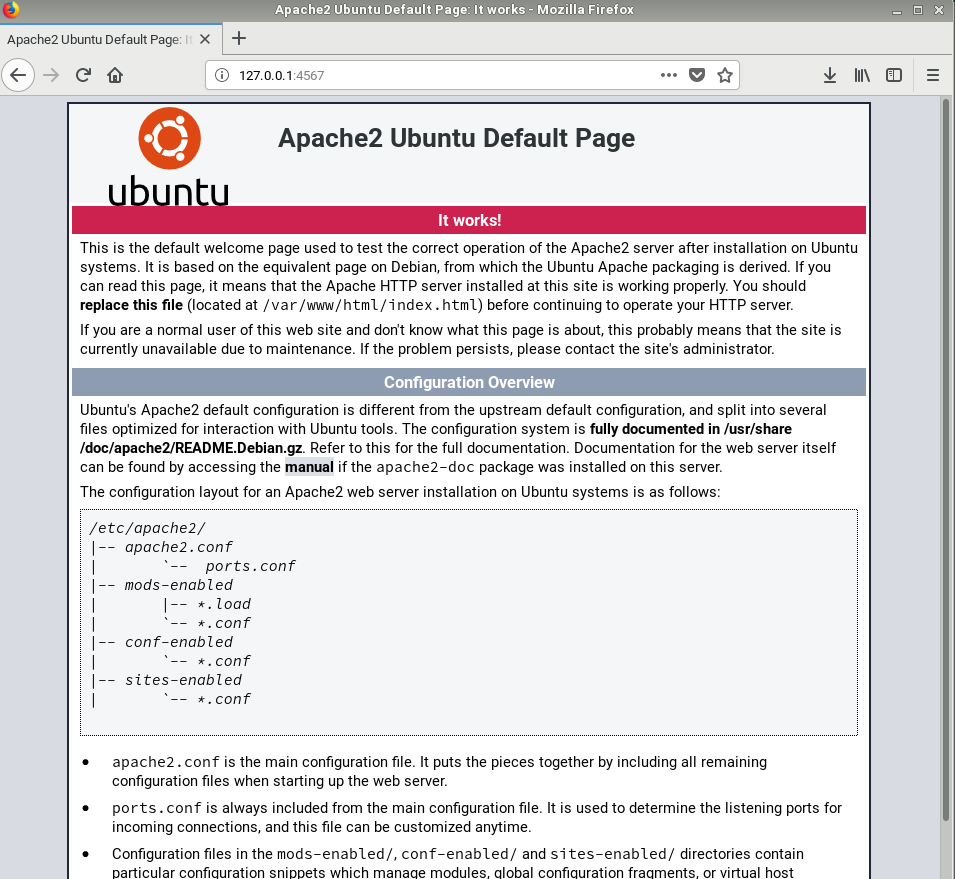 Apache2 Ubuntu Default Page: It works - Mozilla Firefox
Apache2 Ubuntu Default Page: It
127.0.0.1:4567
ubuntu
Apache2 Ubuntu Default Page
It works!
This is the default welcome page used to test the correct operation of the Apache2 server after installation on Ubuntu
systems. It is based on the equivalent page on Debian, from which the Ubuntu Apache packaging is derived. If you
can read this page, it means that the Apache HTTP server installed at this site is working properly. You should
replace this file (located at /var/www/html/index.html) before continuing to operate your HTTP server.
If you are a normal user of this web site and don't know what this page is about, this probably means that the site is
currently unavailable due to maintenance. If the problem persists, please contact the site's administrator.
Configuration Overview
Ubuntu's Apache2 default configuration is different from the upstream default configuration, and split into several
files optimized for interaction with Ubuntu tools. The configuration system is fully documented in /usr/share
/doc/apache2/README.Debian.gz. Refer to this for the full documentation. Documentation for the web server itself
can be found by accessing the manual if the apache2-doc package was installed on this server.
The configuration layout for an Apache2 web server installation on Ubuntu systems is as follows:
/etc/apache2/
|-- apache2.conf
|       `--  ports.conf
|-- mods-enabled
|       |-- *.load
|       `-- *.conf
|-- conf-enabled
|       `-- *.conf
|-- sites-enabled
|       `-- *.conf
• apache2.conf is the main configuration file. It puts the pieces together by including all remaining
configuration files when starting up the web server.
• ports.conf is always included from the main configuration file. It is used to determine the listening ports for
incoming connections, and this file can be customized anytime.
• Configuration files in the mods-enabled/, conf-enabled/ and sites-enabled/ directories contain
particular configuration snippets which manage modules, global configuration fragments, or virtual host